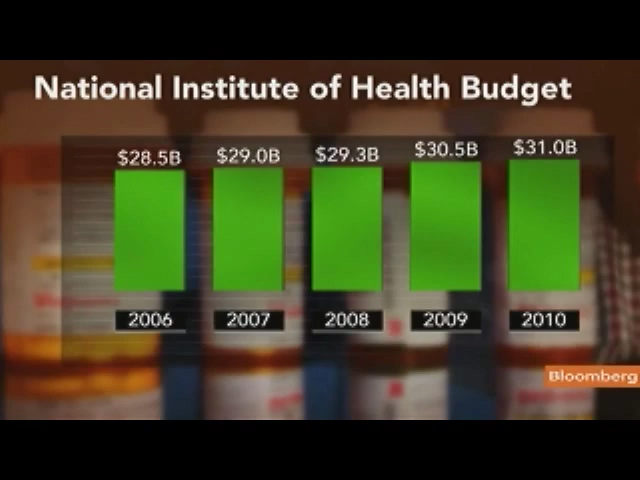 National Institute of Health Budget
$28.5B $29.0B $29.3B $30.5B $31.0B
2006 2007 2008 2009 2010
Bloomberg